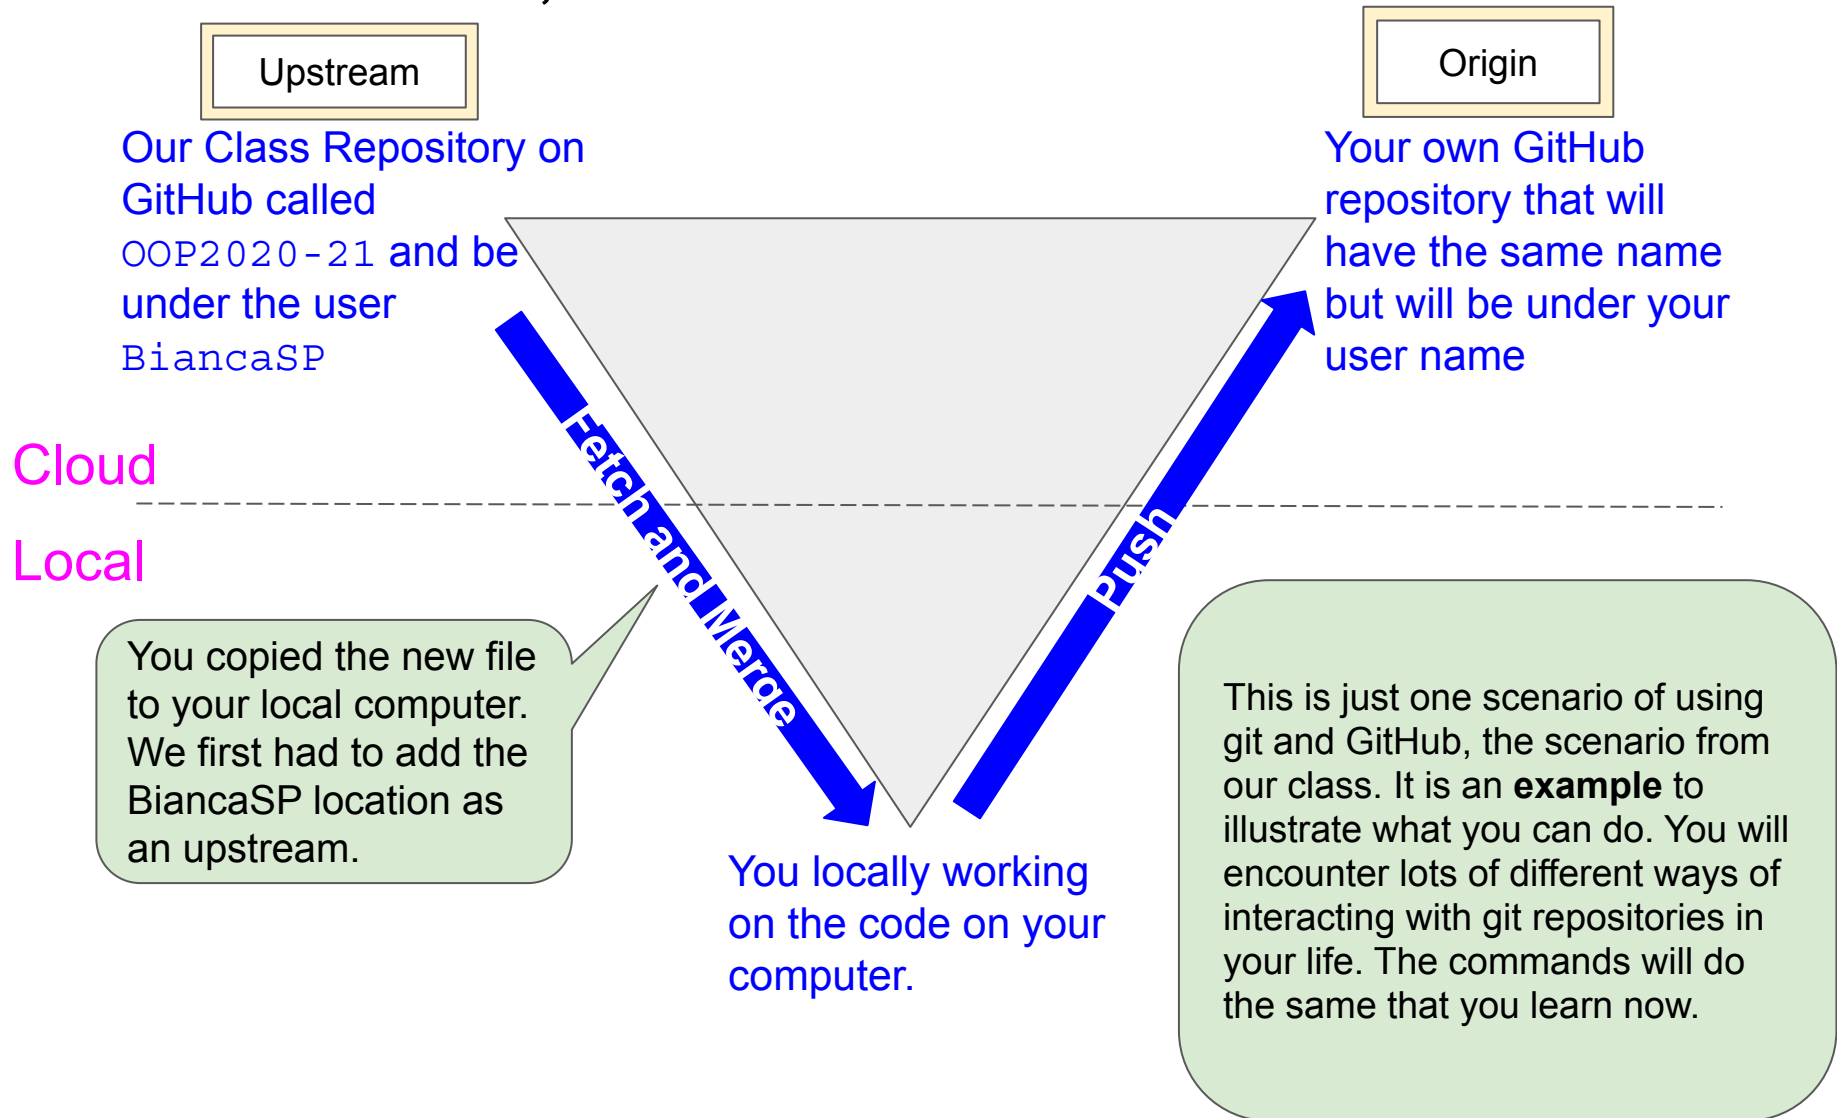 Upstream
Origin
Our Class Repository on
GitHub called
OOP2020-21 and be
under the user
BiancaSP
Your own GitHub
repository that will
have the same name
but will be under your
user name
Cloud
Local
Fetch and Merge
Push
You copied the new file
to your local computer.
We first had to add the
BiancaSP location as
an upstream.
You locally working
on the code on your
computer.
This is just one scenario of using
git and GitHub, the scenario from
our class. It is an example to
illustrate what you can do. You will
encounter lots of different ways of
interacting with git repositories in
your life. The commands will do
the same that you learn now.